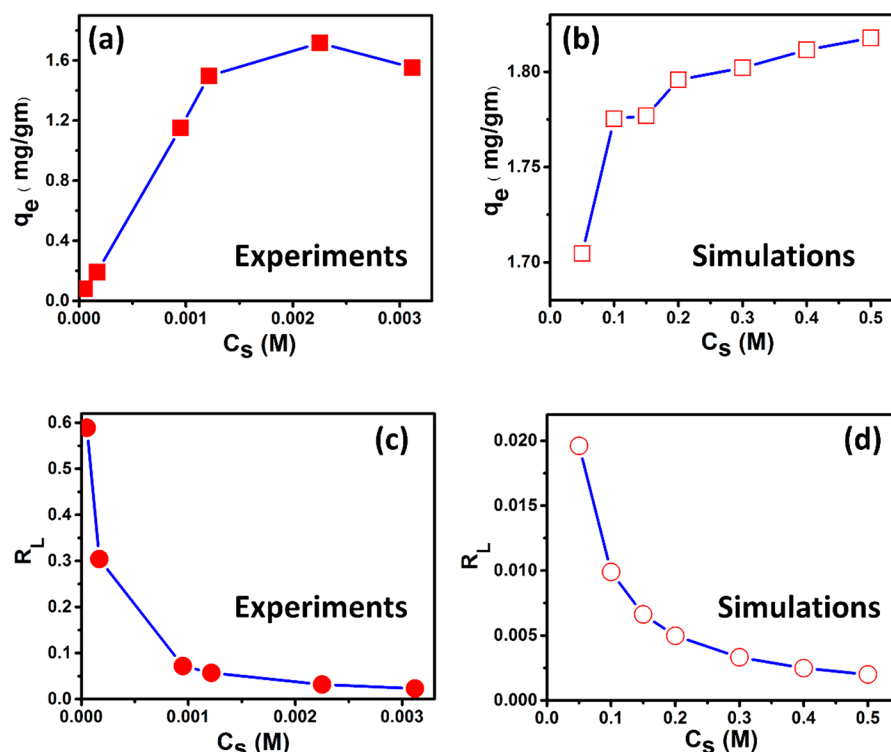 (a)
1.6
1.2
0.8
0.4
0.0
qe ( mg/gm)
Experiments
0.000
0.001
0.002
0.003
Cs (M)
(b)
1.80
1.75
1.70
qe ( mg/gm)
Simulations
0.0
0.1
0.2
0.3
0.4
0.5
Cs (M)
(c)
0.6
0.5
0.4
0.3
0.2
0.1
0.0
RL
Experiments
0.000
0.001
0.002
0.003
Cs (M)
(d)
0.020
0.015
0.010
0.005
0.000
RL
Simulations
0.0
0.1
0.2
0.3
0.4
0.5
Cs (M)